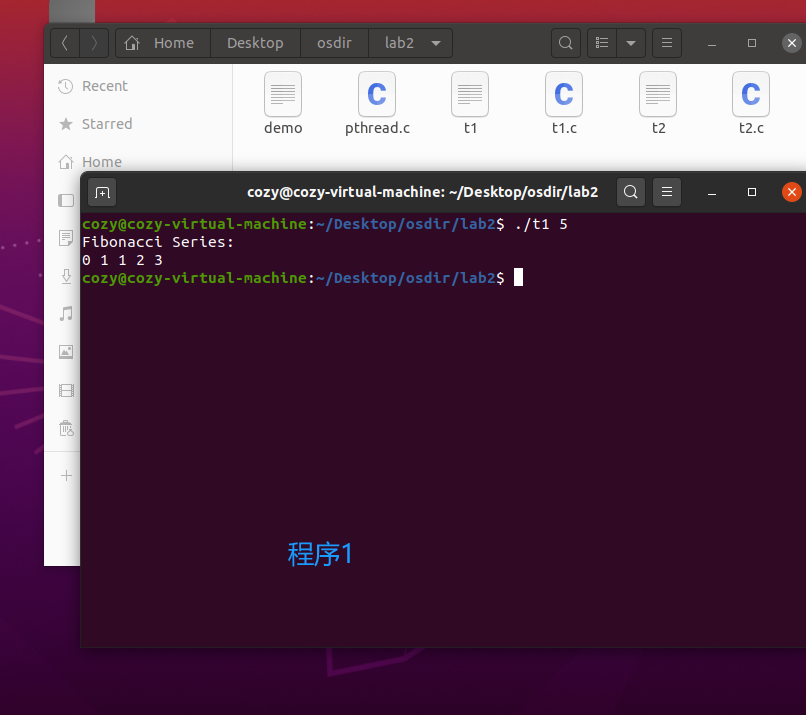 Home Desktop osdir lab2
Recent
Starred
Home
demo pthread.c t1 t1.c t2 t2.c
C C C
cozy@cozy-virtual-machine: ~/Desktop/osdir/lab2
cozy@cozy-virtual-machine:~/Desktop/osdir/lab2$ ./t1 5
Fibonacci Series:
0 1 1 2 3
cozy@cozy-virtual-machine:~/Desktop/osdir/lab2$
程序1